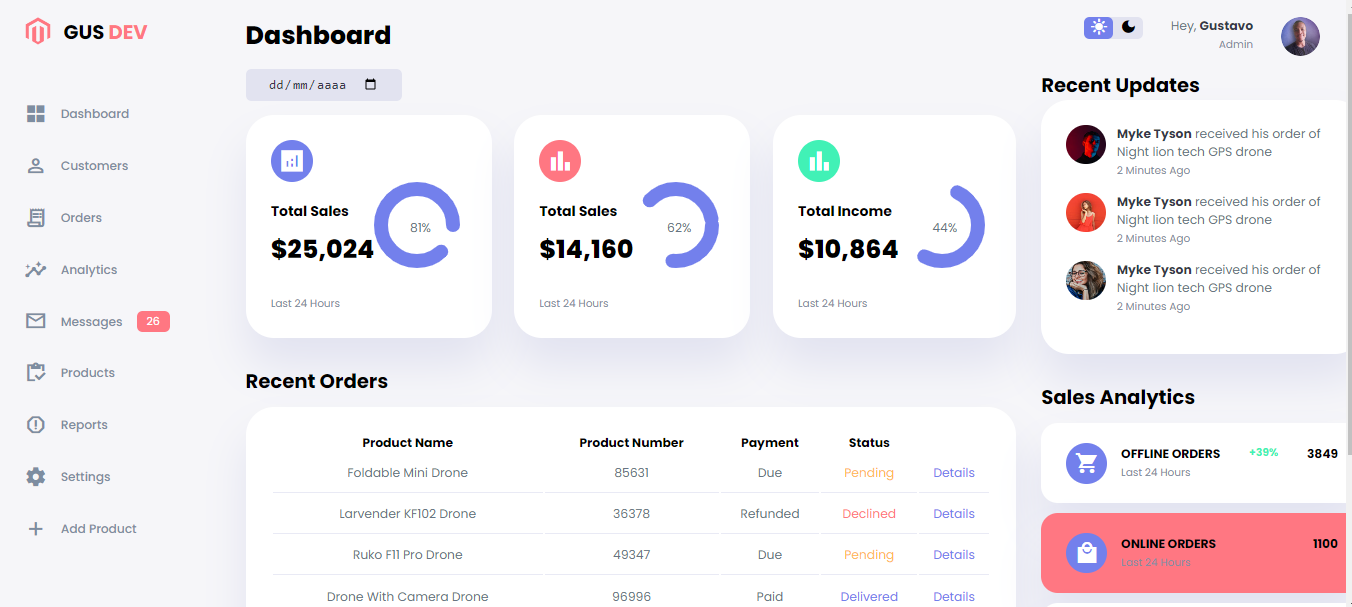 GUS DEV
Dashboard
Customers
Orders
Analytics
Messages 26
Products
Reports
Settings
Add Product
Dashboard
dd/mm/aaaa
Total Sales
$25,024
81%
Last 24 Hours
Total Sales
$14,160
62%
Last 24 Hours
Total Income
$10,864
44%
Last 24 Hours
Recent Orders
Product Name Product Number Payment Status
Foldable Mini Drone 85631 Due Pending Details
Larvender KF102 Drone 36378 Refunded Declined Details
Ruko F11 Pro Drone 49347 Due Pending Details
Drone With Camera Drone 96996 Paid Delivered Details
Hey, Gustavo
Admin
Recent Updates
Myke Tyson received his order of
Night lion tech GPS drone
2 Minutes Ago
Myke Tyson received his order of
Night lion tech GPS drone
2 Minutes Ago
Myke Tyson received his order of
Night lion tech GPS drone
2 Minutes Ago
Sales Analytics
OFFLINE ORDERS +39% 3849
Last 24 Hours
ONLINE ORDERS 1100
Last 24 Hours